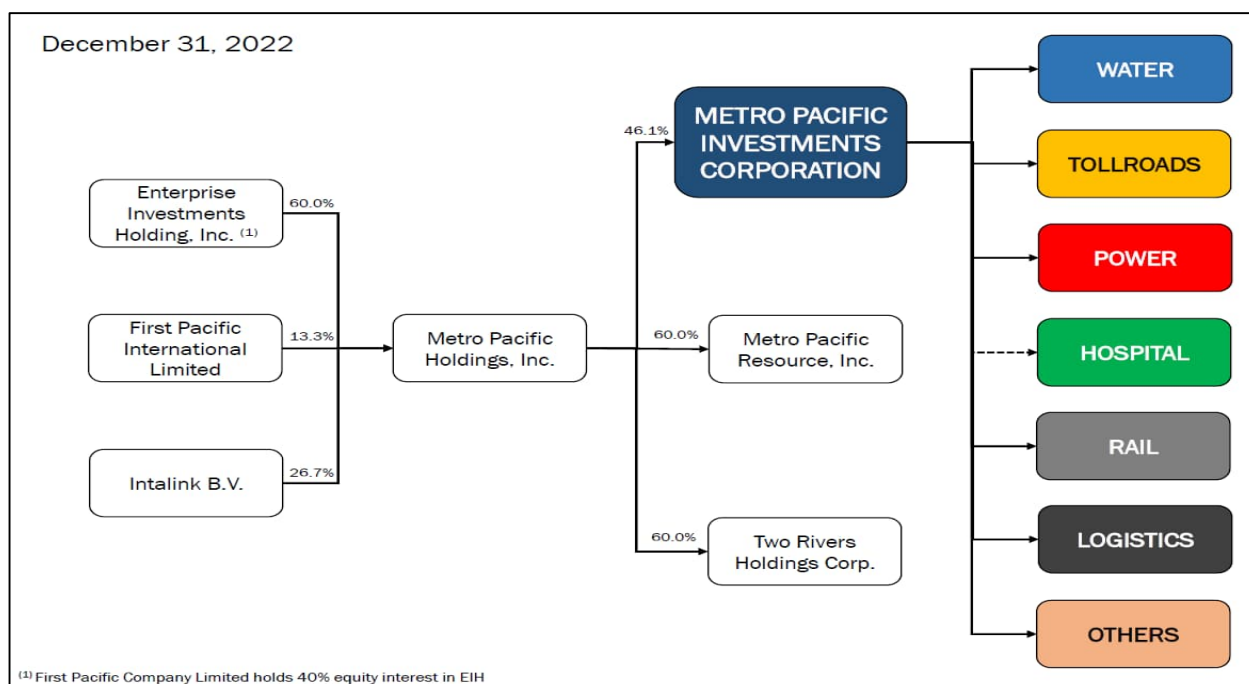 December 31, 2022
Enterprise
Investments
Holding, Inc. (1)
60.0%
First Pacific
International
Limited
13.3%
Intalink B.V.
26.7%
Metro Pacific
Holdings, Inc.
46.1%
METRO PACIFIC
INVESTMENTS
CORPORATION
60.0%
Metro Pacific
Resource, Inc.
60.0%
Two Rivers
Holdings Corp.
WATER
TOLLROADS
POWER
HOSPITAL
RAIL
LOGISTICS
OTHERS
(1) First Pacific Company Limited holds 40% equity interest in EIH